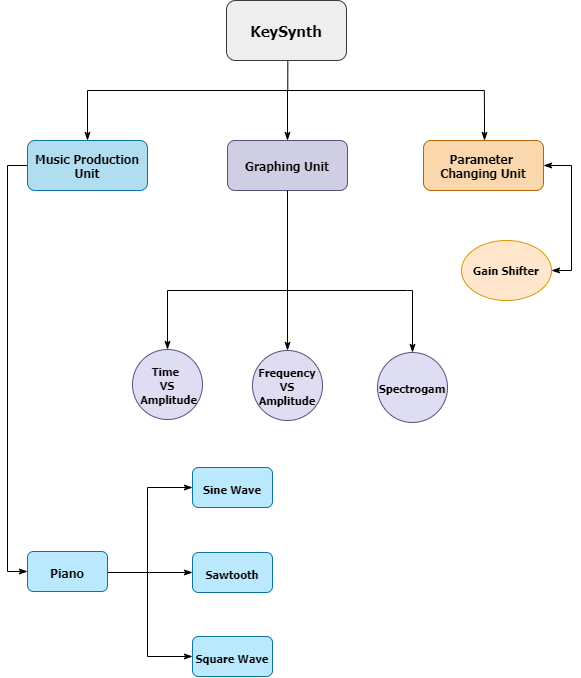 KeySynth
Music Production
Unit
Graphing Unit
Parameter
Changing Unit
Gain Shifter
Time
VS
Amplitude
Frequency
VS
Amplitude
Spectrogam
Sine Wave
Piano
Sawtooth
Square Wave